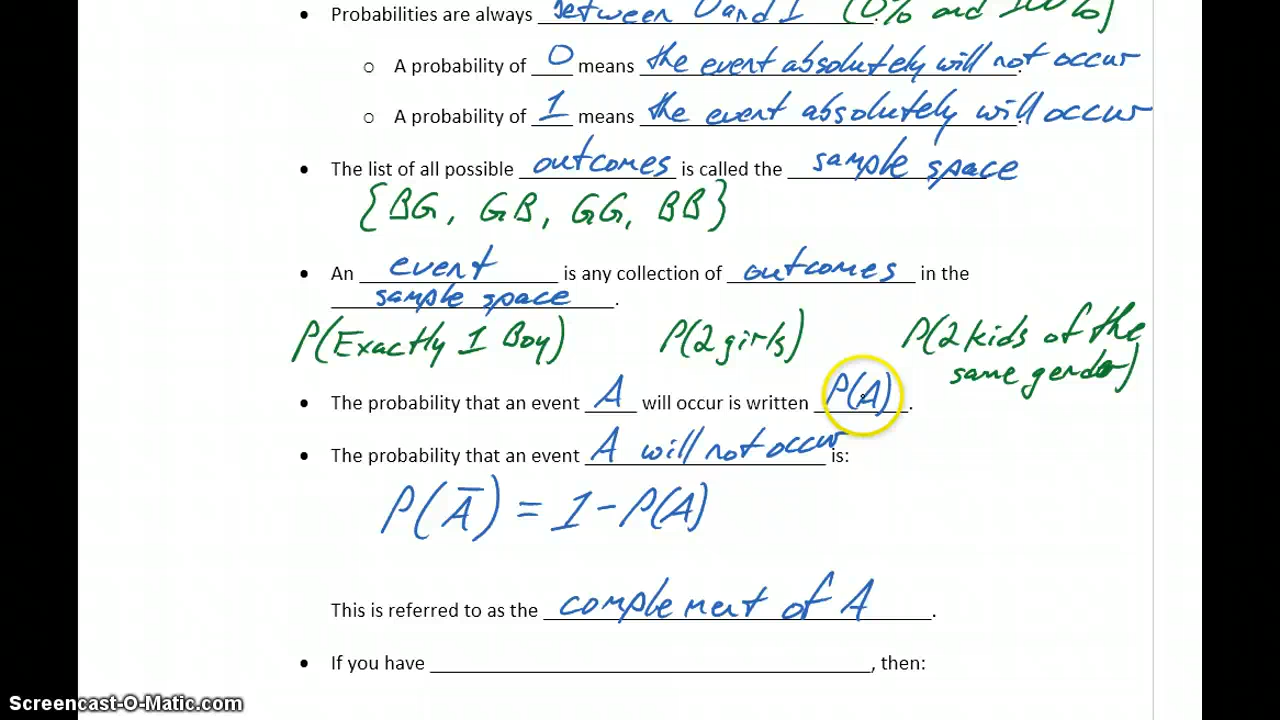 • Probabilities are always between 0 and 1 (0% and 100%).
o A probability of 0 means the event absolutely will not occur.
o A probability of 1 means the event absolutely will occur
• The list of all possible outcomes is called the sample space
{BG, GB, GG, BB}
• An event is any collection of outcomes in the
sample space.
P(Exactly 1 Boy) P(2 girls) P(2 kids of the
same gender)
• The probability that an event A will occur is written P(A).
• The probability that an event A will not occur is:
P(Ā) = 1 - P(A)
This is referred to as the complement of A.
• If you have ____, then:
Screencast-O-Matic.com